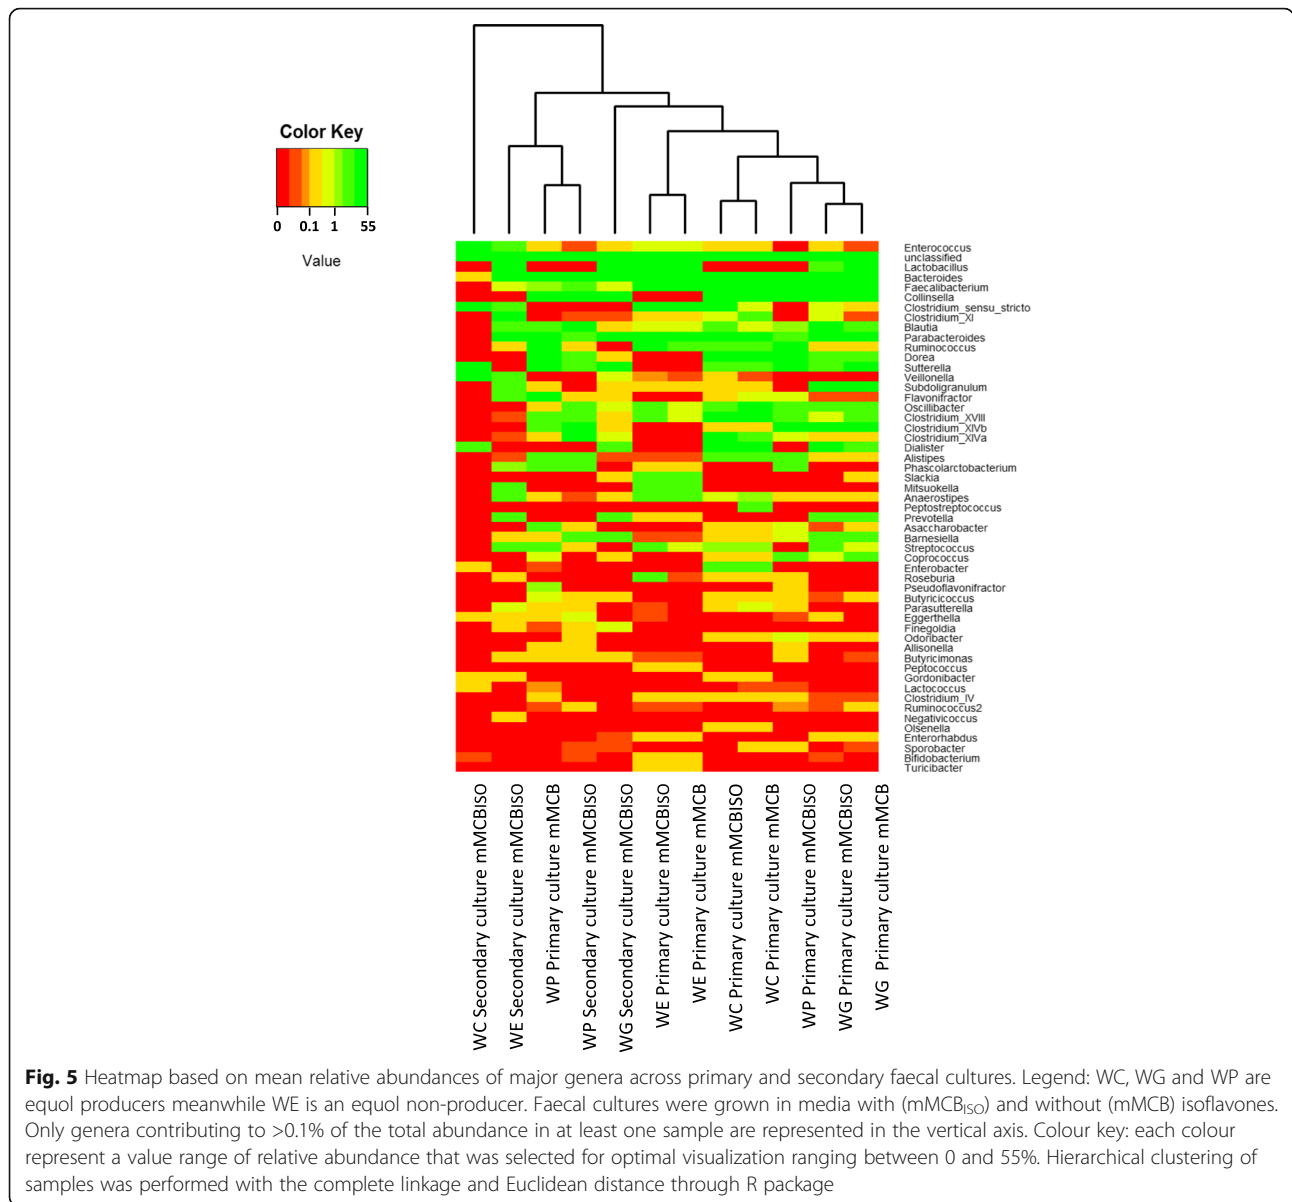 Color Key
0 0.1 1 55
Value
Enterococcus
unclassified
Lactobacillus
Bacteroides
Faecalibacterium
Collinsella
Clostridium_sensu_stricto
Clostridium_XI
Blautia
Parabacteroides
Ruminococcus
Dorea
Sutterella
Veillonella
Subdoligranulum
Flavonifractor
Oscillibacter
Clostridium_XVIII
Clostridium_XIVb
Clostridium_XIVa
Dialister
Alistipes
Phascolarctobacterium
Slackia
Mitsuokella
Anaerostipes
Peptostreptococcus
Prevotella
Asaccharobacter
Barnesiella
Streptococcus
Coprococcus
Enterobacter
Roseburia
Pseudoflavonifractor
Butyricicoccus
Parasutterella
Eggerthella
Finegoldia
Odoribacter
Allisonella
Butyricimonas
Peptococcus
Gordonibacter
Lactococcus
Clostridium_IV
Ruminococcus2
Negativicoccus
Olsenella
Enterorhabdus
Sporobacter
Bifidobacterium
Turicibacter
WC Secondary culture mMCBISO
WE Secondary culture mMCBISO
WP Primary culture mMCB
WP Secondary culture mMCBISO
WG Secondary culture mMCBISO
WE Primary culture mMCBISO
WE Primary culture mMCB
WC Primary culture mMCBISO
WC Primary culture mMCB
WP Primary culture mMCBISO
WG Primary culture mMCBISO
WG Primary culture mMCB
Fig. 5 Heatmap based on mean relative abundances of major genera across primary and secondary faecal cultures. Legend: WC, WG and WP are
equol producers meanwhile WE is an equol non-producer. Faecal cultures were grown in media with (mMCBISO) and without (mMCB) isoflavones.
Only genera contributing to >0.1% of the total abundance in at least one sample are represented in the vertical axis. Colour key: each colour
represent a value range of relative abundance that was selected for optimal visualization ranging between 0 and 55%. Hierarchical clustering of
samples was performed with the complete linkage and Euclidean distance through R package